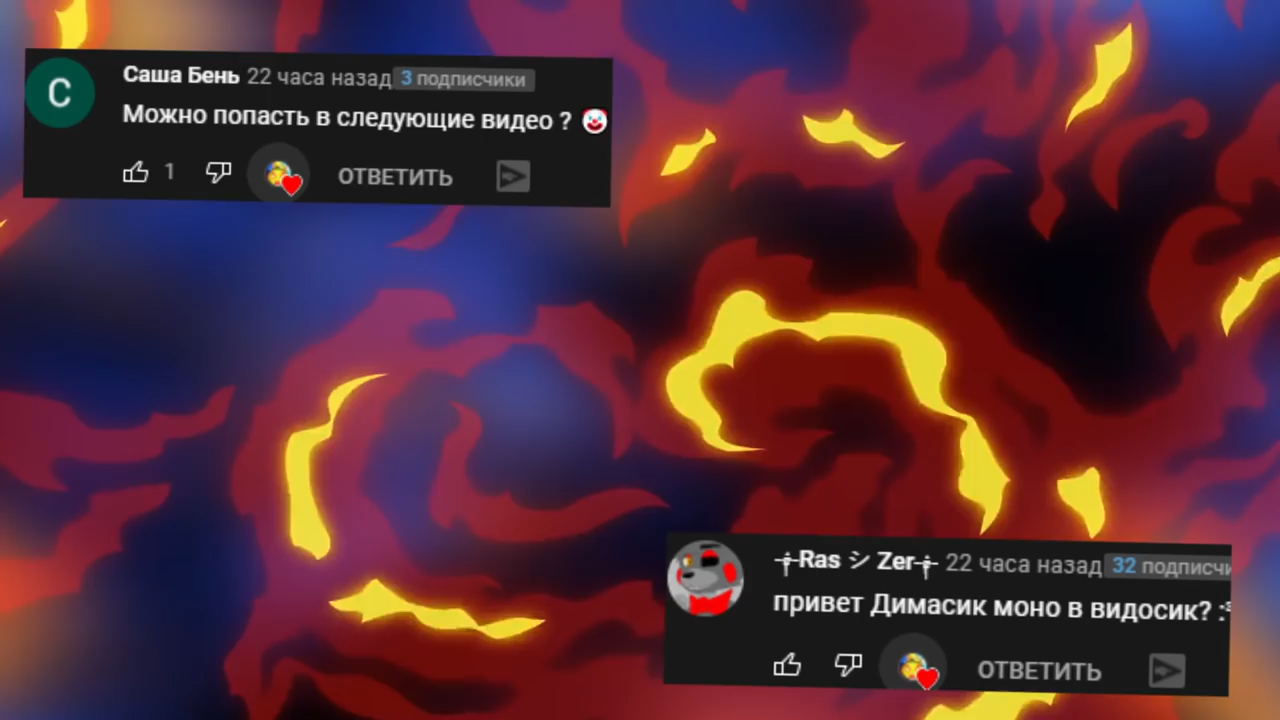 С
Саша Бень 22 часа назад 3 подписчики
Можно попасть в следующие видео ? 🤡
1 ОТВЕТИТЬ
-╪-Ras シ Zer-╪- 22 часа назад 32 подписчи
привет Димасик моно в видосик? :
ОТВЕТИТЬ